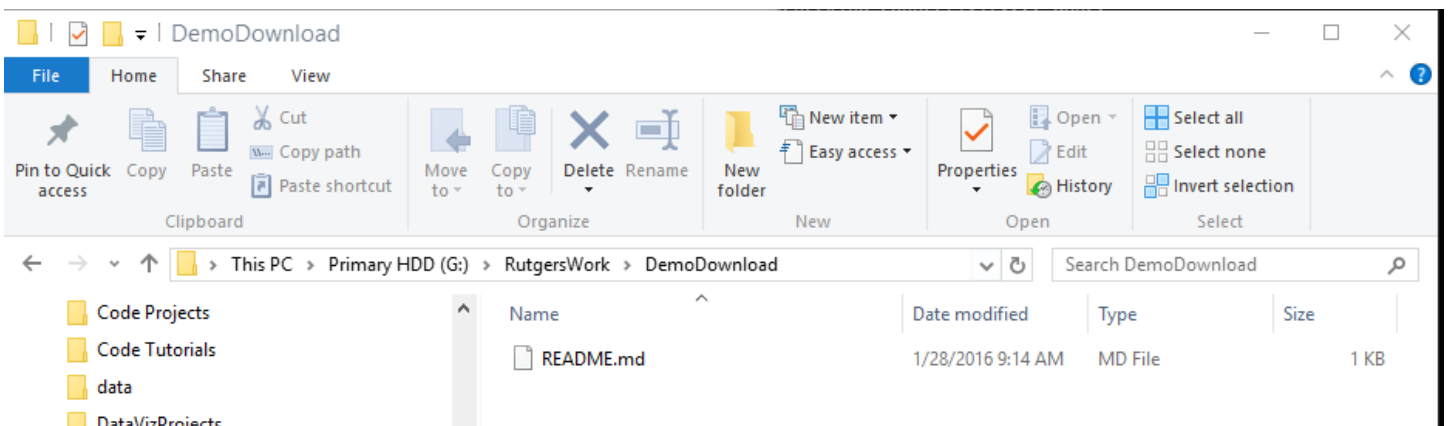 DemoDownload
File Home Share View
Pin to Quick access
Copy
Paste
Cut
Copy path
Paste shortcut
Clipboard
Move to
Copy to
Delete
Rename
Organize
New folder
New item
Easy access
New
Properties
Open
Edit
History
Open
Select all
Select none
Invert selection
Select
This PC > Primary HDD (G:) > RutgersWork > DemoDownload
Search DemoDownload
Code Projects
Code Tutorials
data
DataVizProjects
Name Date modified Type Size
README.md 1/28/2016 9:14 AM MD File 1 KB